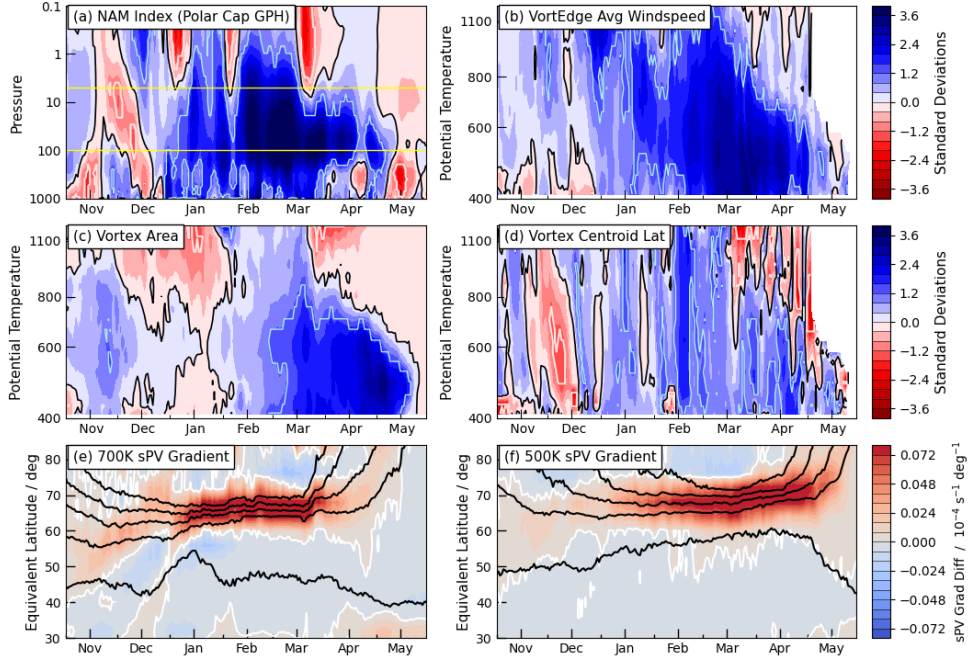 (a) NAM Index (Polar Cap GPH)
Pressure
0.1
1
10
100
1000
Nov Dec Jan Feb Mar Apr May
(b) VortEdge Avg Windspeed
Potential Temperature
1100
800
600
400
Nov Dec Jan Feb Mar Apr May
3.6
2.4
1.2
0.0
−1.2
−2.4
−3.6
Standard Deviations
(c) Vortex Area
Potential Temperature
1100
800
600
400
Nov Dec Jan Feb Mar Apr May
(d) Vortex Centroid Lat
Potential Temperature
1100
800
600
400
Nov Dec Jan Feb Mar Apr May
3.6
2.4
1.2
0.0
−1.2
−2.4
−3.6
Standard Deviations
(e) 700K sPV Gradient
Equivalent Latitude / deg
80
70
60
50
40
30
Nov Dec Jan Feb Mar Apr May
(f) 500K sPV Gradient
Equivalent Latitude / deg
80
70
60
50
40
30
Nov Dec Jan Feb Mar Apr May
0.072
0.048
0.024
0.000
−0.024
−0.048
−0.072
sPV Grad Diff / 10⁻⁴ s⁻¹ deg⁻¹